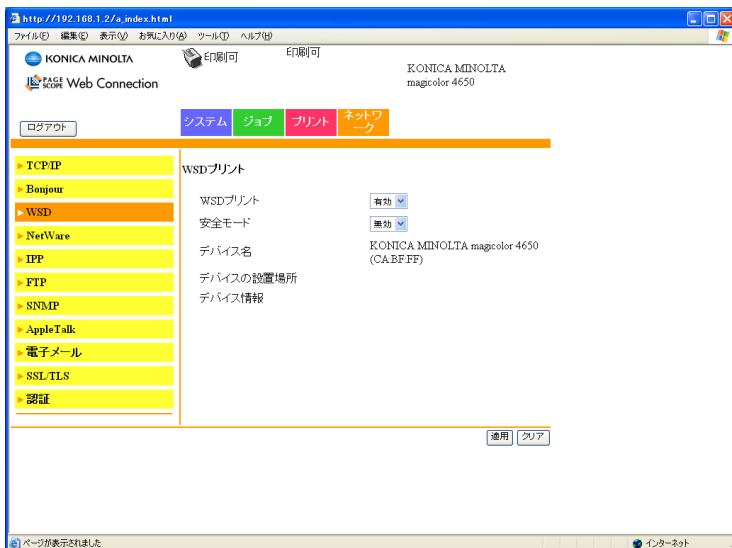 http://192.168.1.2/a_index.html
ファイル(F) 編集(E) 表示(V) お気に入り(A) ツール(T) ヘルプ(H)
KONICA MINOLTA
印刷可
印刷可
KONICA MINOLTA
magicolor 4650
PAGE SCOPE Web Connection
ログアウト
システム
ジョブ
プリント
ネットワ
ーク
TCP/IP
Bonjour
WSD
NetWare
IPP
FTP
SNMP
AppleTalk
電子メール
SSL/TLS
認証
WSDプリント
WSDプリント 有効
安全モード 無効
デバイス名 KONICA MINOLTA magicolor 4650
(CA:BF:FF)
デバイスの設置場所
デバイス情報
適用 クリア
ページが表示されました
インターネット